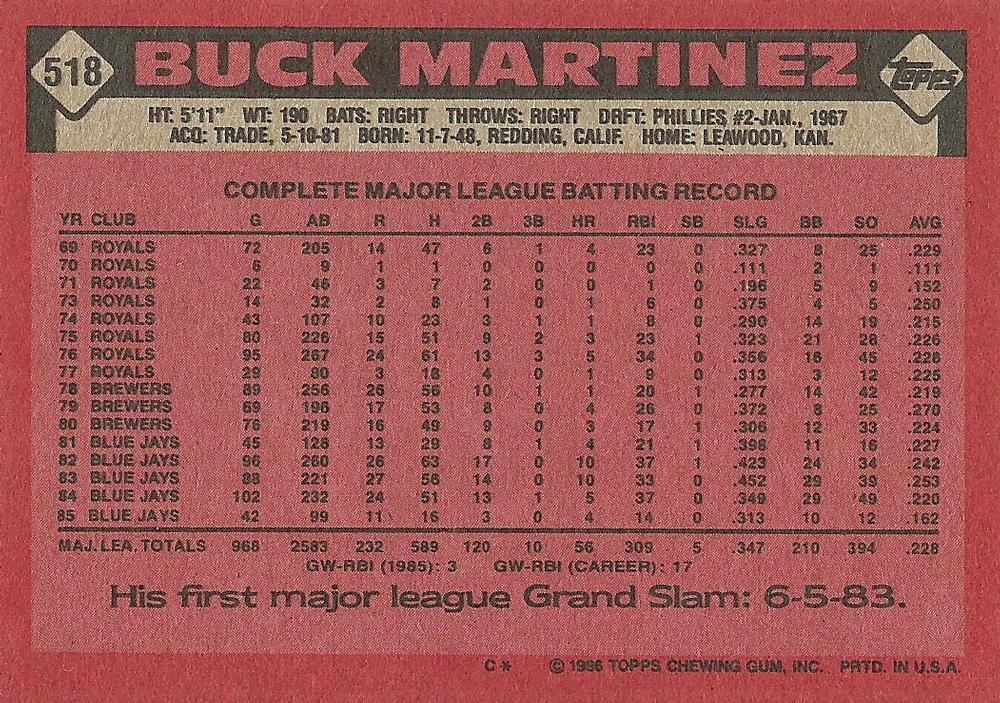 518 BUCK MARTINEZ topps
HT: 5'11" WT: 190 BATS: RIGHT THROWS: RIGHT DRFT: PHILLIES #2-JAN., 1967
ACQ: TRADE, 5-10-81 BORN: 11-7-48, REDDING, CALIF. HOME: LEAWOOD, KAN.
COMPLETE MAJOR LEAGUE BATTING RECORD
YR CLUB G AB R H 2B 3B HR RBI SB SLG BB SO AVG
69 ROYALS 72 205 14 47 6 1 4 23 0 .327 8 25 .229
70 ROYALS 6 9 1 1 0 0 0 0 0 .111 2 1 .111
71 ROYALS 22 46 3 7 2 0 0 1 0 .196 5 9 .152
73 ROYALS 14 32 2 8 1 0 1 6 0 .375 4 5 .250
74 ROYALS 43 107 10 23 3 1 1 8 0 .290 14 19 .215
75 ROYALS 80 226 15 51 9 2 3 23 1 .323 21 28 .226
76 ROYALS 95 267 24 61 13 3 5 34 0 .356 16 45 .228
77 ROYALS 29 80 3 18 4 0 1 9 0 .313 3 12 .225
78 BREWERS 89 256 26 56 10 1 1 20 1 .277 14 42 .219
79 BREWERS 69 196 17 53 8 0 4 26 0 .372 8 25 .270
80 BREWERS 76 219 16 49 9 0 3 17 1 .306 12 33 .224
81 BLUE JAYS 45 128 13 29 8 1 4 21 1 .398 11 16 .227
82 BLUE JAYS 96 260 26 63 17 0 10 37 1 .423 24 34 .242
83 BLUE JAYS 88 221 27 56 14 0 10 33 0 .452 29 39 .253
84 BLUE JAYS 102 232 24 51 13 1 5 37 0 .349 29 49 .220
85 BLUE JAYS 42 99 11 16 3 0 4 14 0 .313 10 12 .162
MAJ. LEA. TOTALS 968 2583 232 589 120 10 56 309 5 .347 210 394 .228
GW-RBI (1985): 3 GW-RBI (CAREER): 17
His first major league Grand Slam: 6-5-83.
C* © 1986 TOPPS CHEWING GUM, INC. PRTD. IN U.S.A.